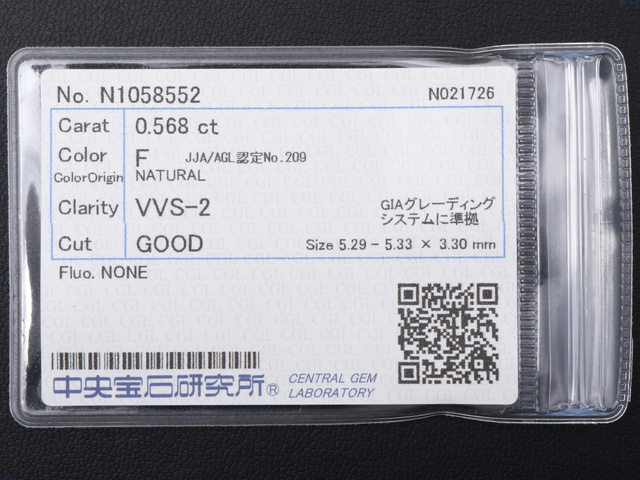 No. N1058552 N021726
Carat 0.568 ct
Color F JJA/AGL認定No.209
ColorOrigin NATURAL
Clarity VVS-2 GIAグレーディング
システムに準拠
Cut GOOD Size 5.29 - 5.33 × 3.30 mm
Fluo. NONE
中央宝石研究所® CENTRAL GEM
LABORATORY